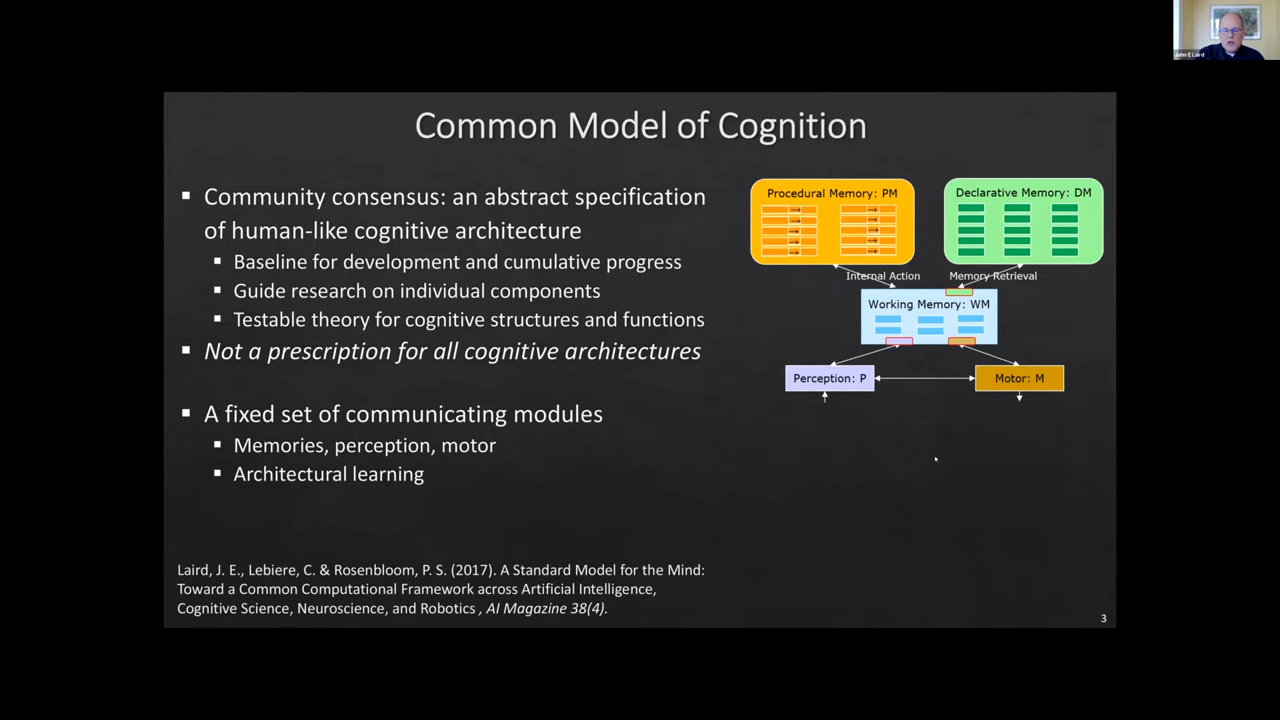 John E Laird
Common Model of Cognition
Community consensus: an abstract specification
of human-like cognitive architecture
Baseline for development and cumulative progress
Guide research on individual components
Testable theory for cognitive structures and functions
Not a prescription for all cognitive architectures
A fixed set of communicating modules
Memories, perception, motor
Architectural learning
Procedural Memory: PM
Declarative Memory: DM
Internal Action
Memory Retrieval
Working Memory: WM
Perception: P
Motor: M
Laird, J. E., Lebiere, C. & Rosenbloom, P. S. (2017). A Standard Model for the Mind:
Toward a Common Computational Framework across Artificial Intelligence,
Cognitive Science, Neuroscience, and Robotics , AI Magazine 38(4).
3